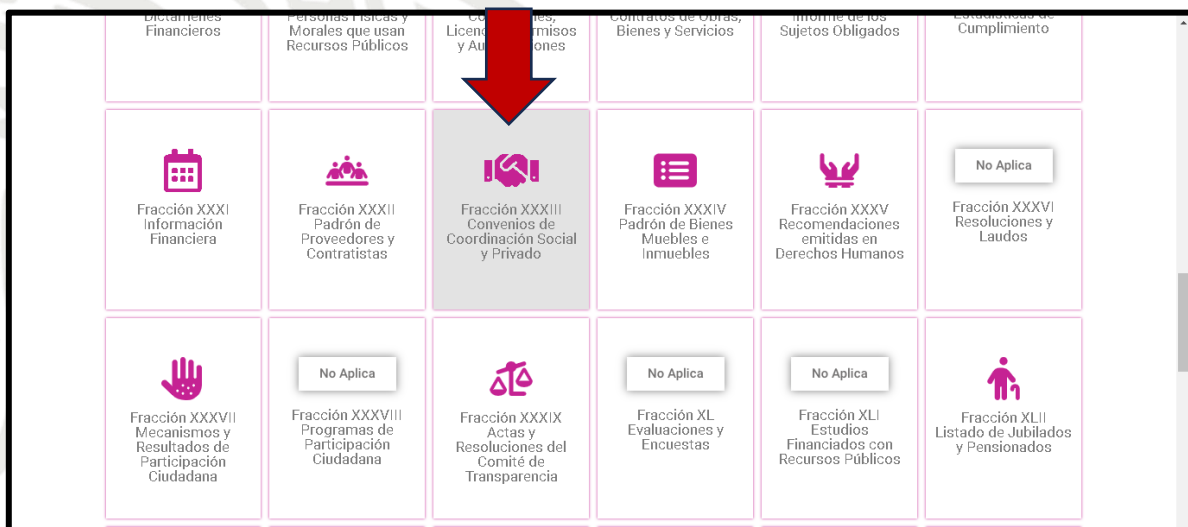 Dictámenes
Financieros
Personas Físicas y
Morales que usan
Recursos Públicos
y
Contratos de Obras,
Bienes y Servicios
Informe de los
Sujetos Obligados
Estadísticas de
Cumplimiento
Fracción XXXI
Información
Financiera
Fracción XXXII
Padrón de
Proveedores y
Contratistas
Fracción XXXIII
Convenios de
Coordinación Social
y Privado
Fracción XXXIV
Padrón de Bienes
Muebles e
Inmuebles
Fracción XXXV
Recomendaciones
emitidas en
Derechos Humanos
No Aplica
Fracción XXXVI
Resoluciones y
Laudos
Fracción XXXVII
Mecanismos y
Resultados de
Participación
Ciudadana
No Aplica
Fracción XXXVIII
Programas de
Participación
Ciudadana
Fracción XXXIX
Actas y
Resoluciones del
Comité de
Transparencia
No Aplica
Fracción XL
Evaluaciones y
Encuestas
No Aplica
Fracción XLI
Estudios
Financiados con
Recursos Públicos
Fracción XLII
Listado de Jubilados
y Pensionados